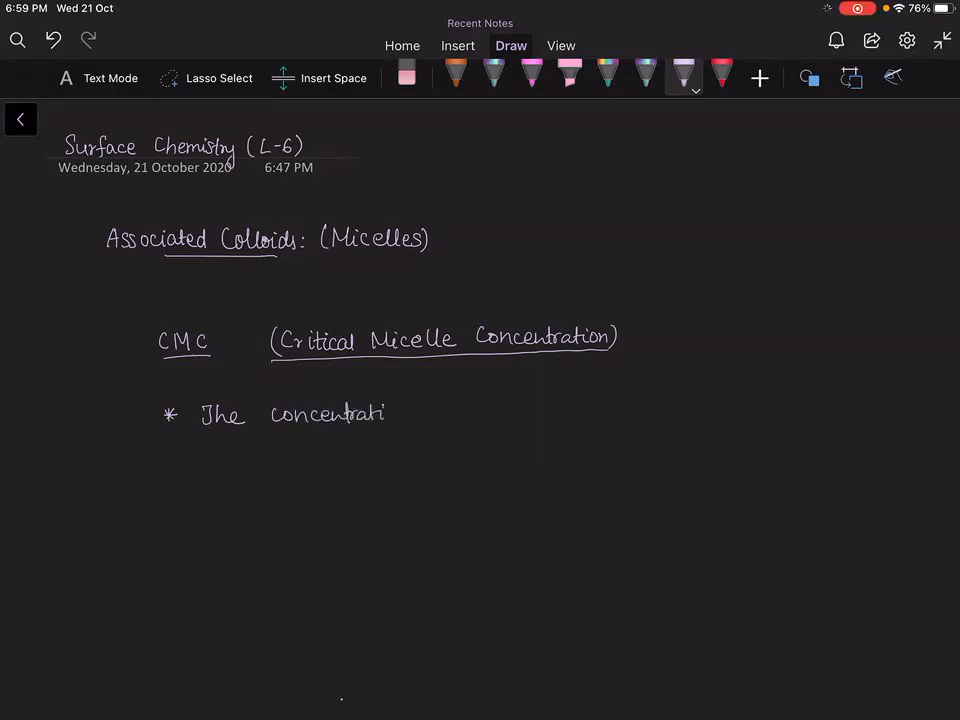 6:59 PM Wed 21 Oct 76%
Recent Notes
Home Insert Draw View
A Text Mode Lasso Select Insert Space
Surface Chemistry (L-6)
Wednesday, 21 October 2020 6:47 PM
Associated Colloids: (Micelles)
CMC (Critical Micelle Concentration)
* The concentrati